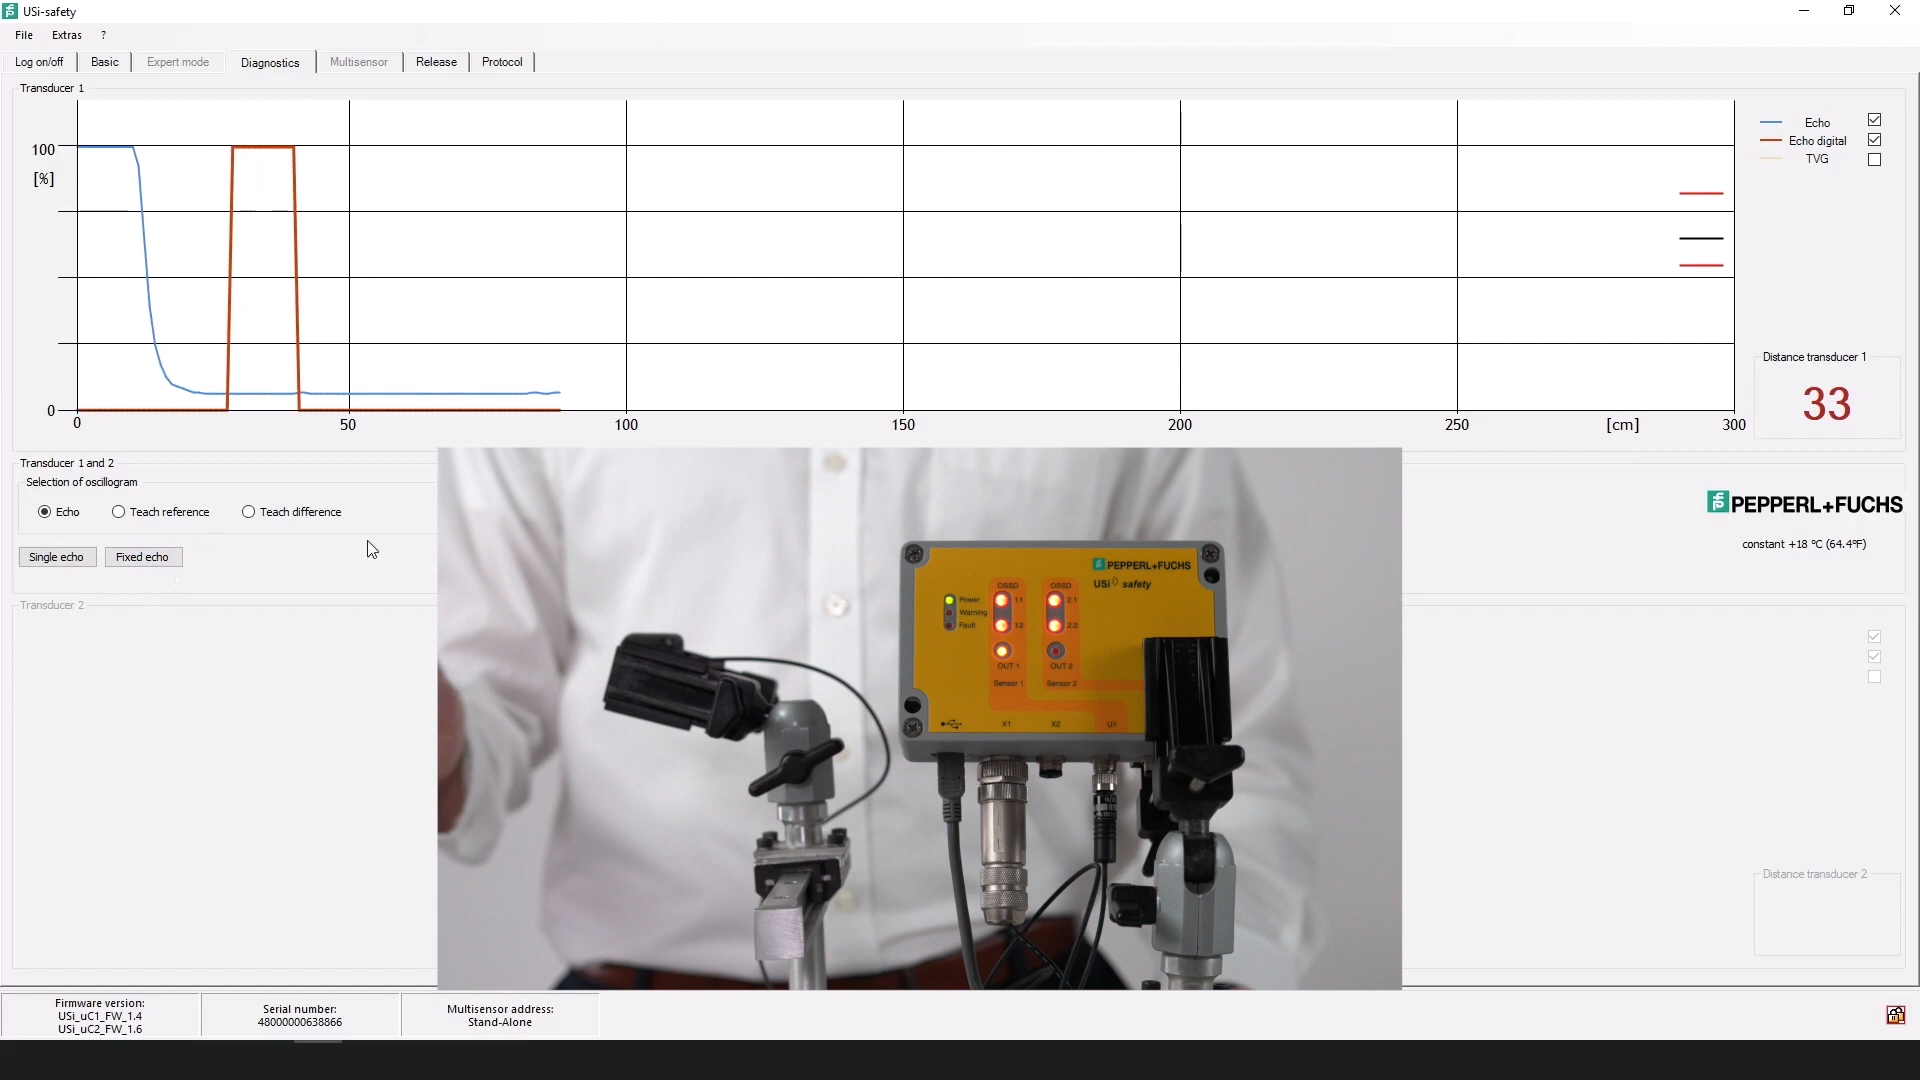 USi-safety
File Extras ?
Log on/off Basic Expert mode Diagnostics Multisensor Release Protocol
Transducer 1
100
[%]
0
0 50 100 150 200 250 [cm] 300
Echo
Echo digital
TVG
Distance transducer 1
33
Transducer 1 and 2
Selection of oscillogram
Echo Teach reference Teach difference
Single echo Fixed echo
PEPPERL+FUCHS
constant +18 °C (64.4°F)
Transducer 2
PEPPERL+FUCHS
USi safety
OSSD OSSD
Power 1.1 2.1
Warning
Fault 1.2 2.2
OUT 1 OUT 2
Sensor 1 Sensor 2
X1 X2 U1
Distance transducer 2
Firmware version:
USi_uC1_FW_1.4
USi_uC2_FW_1.6
Serial number:
48000000638866
Multisensor address:
Stand-Alone